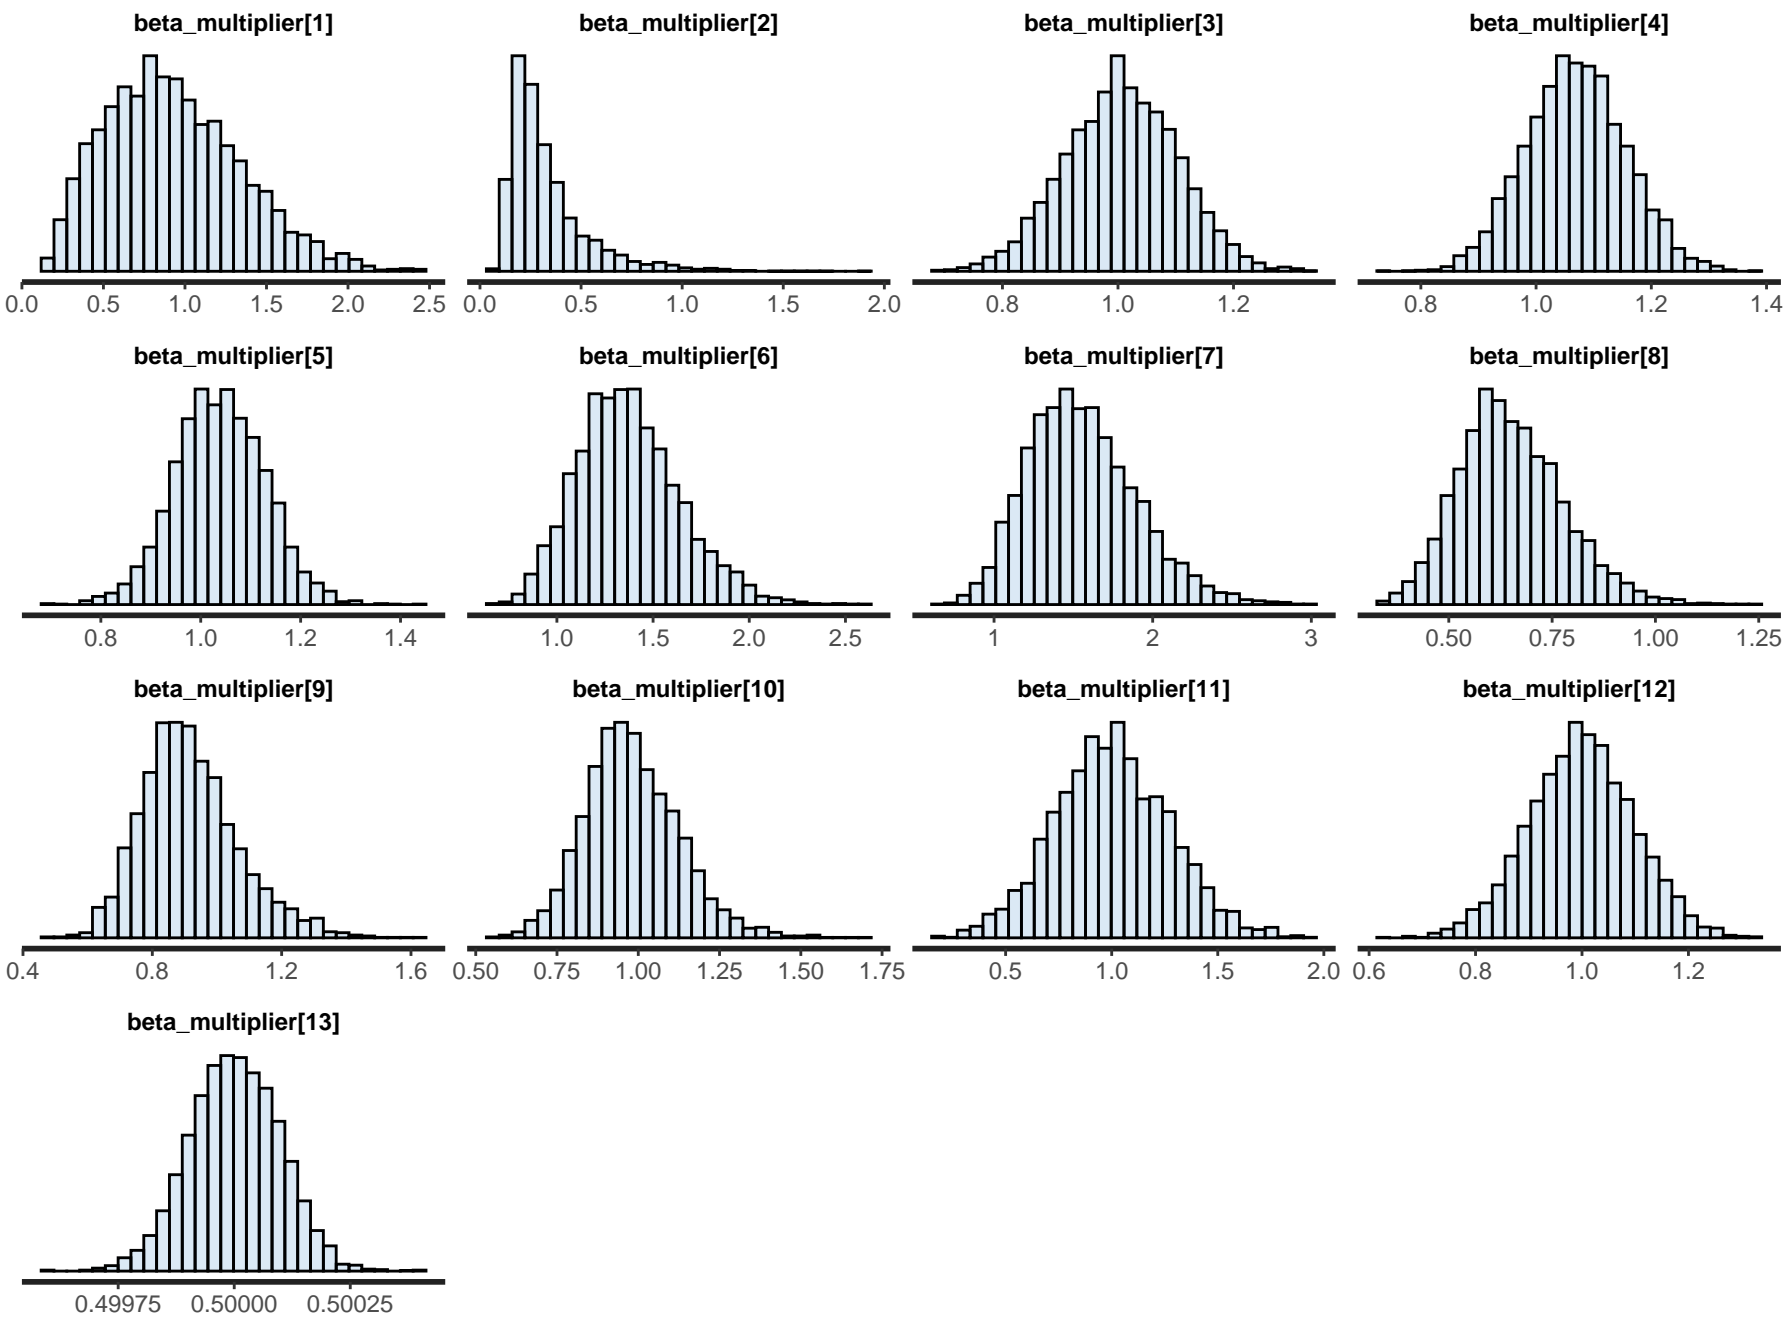 beta_multiplier[1] beta_multiplier[2] beta_multiplier[3] beta_multiplier[4]
0.0 0.5 1.0 1.5 2.0 2.5 0.0 0.5 1.0 1.5 2.0 0.8 1.0 1.2 0.8 1.0 1.2 1.4
beta_multiplier[5] beta_multiplier[6] beta_multiplier[7] beta_multiplier[8]
0.8 1.0 1.2 1.4 1.0 1.5 2.0 2.5 1 2 3 0.50 0.75 1.00 1.25
beta_multiplier[9] beta_multiplier[10] beta_multiplier[11] beta_multiplier[12]
0.4 0.8 1.2 1.6 0.50 0.75 1.00 1.25 1.50 1.75 0.5 1.0 1.5 2.0 0.6 0.8 1.0 1.2
beta_multiplier[13]
0.49975 0.50000 0.50025